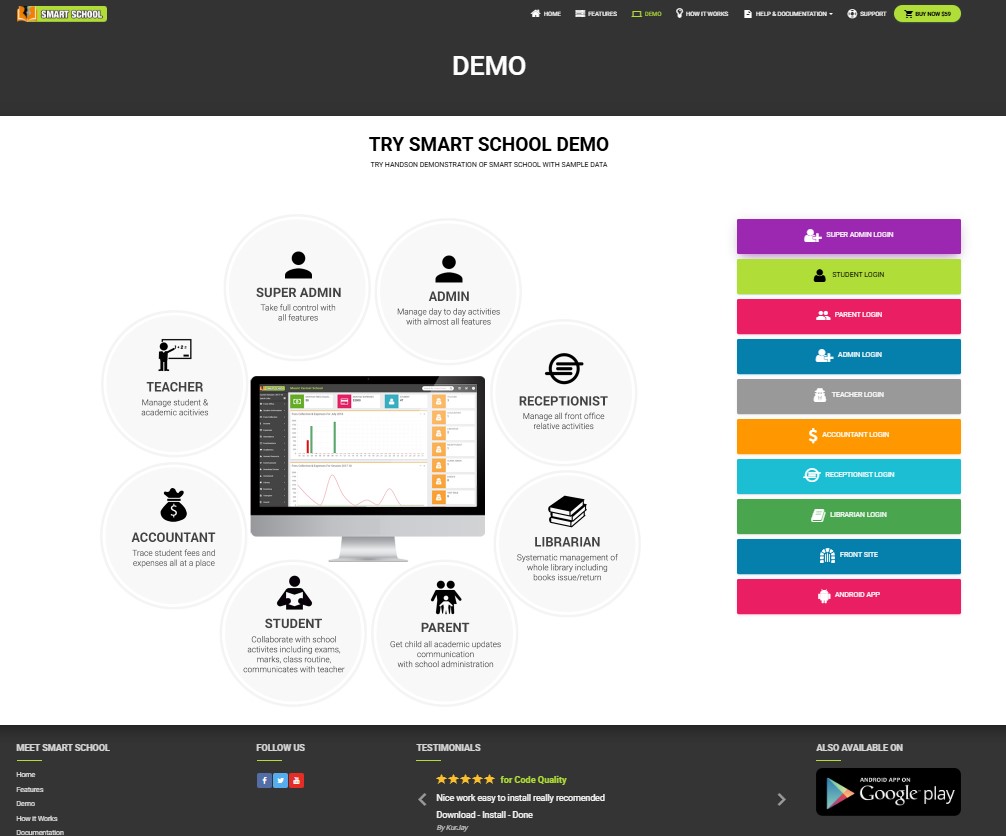 SMART SCHOOL
HOME
FEATURES
DEMO
HOW IT WORKS
HELP & DOCUMENTATION
SUPPORT
BUY NOW $59
DEMO
TRY SMART SCHOOL DEMO
TRY HANDSON DEMONSTRATION OF SMART SCHOOL WITH SAMPLE DATA
SUPER ADMIN
Take full control with
all features
ADMIN
Manage day to day activities
with almost all features
TEACHER
Manage student &
academic acitivies
RECEPTIONIST
Manage all front office
relative activities
ACCOUNTANT
Trace student fees and
expenses all at a place
LIBRARIAN
Systematic management of
whole library including
books issue/return
STUDENT
Collaborate with school
activites including exams,
marks, class routine,
communicates with teacher
PARENT
Get child all academic updates
communication
with school administration
SUPER ADMIN LOGIN
STUDENT LOGIN
PARENT LOGIN
ADMIN LOGIN
TEACHER LOGIN
ACCOUNTANT LOGIN
RECEPTIONIST LOGIN
LIBRARIAN LOGIN
FRONT SITE
ANDROID APP
MEET SMART SCHOOL
Home
Features
Demo
How It Works
Documentation
FOLLOW US
TESTIMONIALS
for Code Quality
Nice work easy to install really recomended
Download - Install - Done
By KurJay
ALSO AVAILABLE ON
ANDROID APP ON
Google play